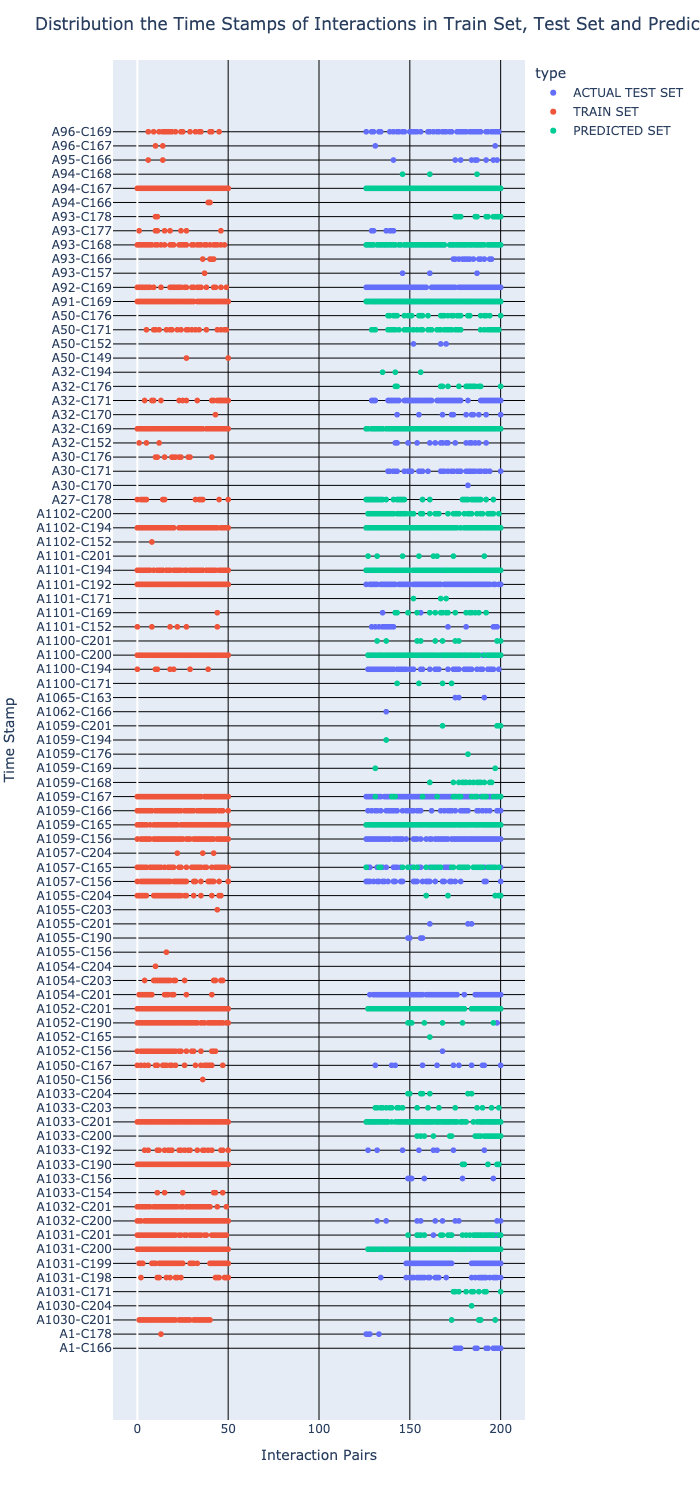 Distribution the Time Stamps of Interactions in Train Set, Test Set and Predic
type
ACTUAL TEST SET
TRAIN SET
PREDICTED SET
A96-C169
A96-C167
A95-C166
A94-C168
A94-C167
A94-C166
A93-C178
A93-C177
A93-C168
A93-C166
A93-C157
A92-C169
A91-C169
A50-C176
A50-C171
A50-C152
A50-C149
A32-C194
A32-C176
A32-C171
A32-C170
A32-C169
A32-C152
A30-C176
A30-C171
A30-C170
A27-C178
A1102-C200
A1102-C194
A1102-C152
A1101-C201
A1101-C194
A1101-C192
A1101-C171
A1101-C169
A1101-C152
A1100-C201
A1100-C200
A1100-C194
A1100-C171
A1065-C163
A1062-C166
A1059-C201
A1059-C194
A1059-C176
A1059-C169
A1059-C168
A1059-C167
A1059-C166
A1059-C165
A1059-C156
A1057-C204
A1057-C165
A1057-C156
A1055-C204
A1055-C203
A1055-C201
A1055-C190
A1055-C156
A1054-C204
A1054-C203
A1054-C201
A1052-C201
A1052-C190
A1052-C165
A1052-C156
A1050-C167
A1050-C156
A1033-C204
A1033-C203
A1033-C201
A1033-C200
A1033-C192
A1033-C190
A1033-C156
A1033-C154
A1032-C201
A1032-C200
A1031-C201
A1031-C200
A1031-C199
A1031-C198
A1031-C171
A1030-C204
A1030-C201
A1-C178
A1-C166
Time Stamp
0 50 100 150 200
Interaction Pairs